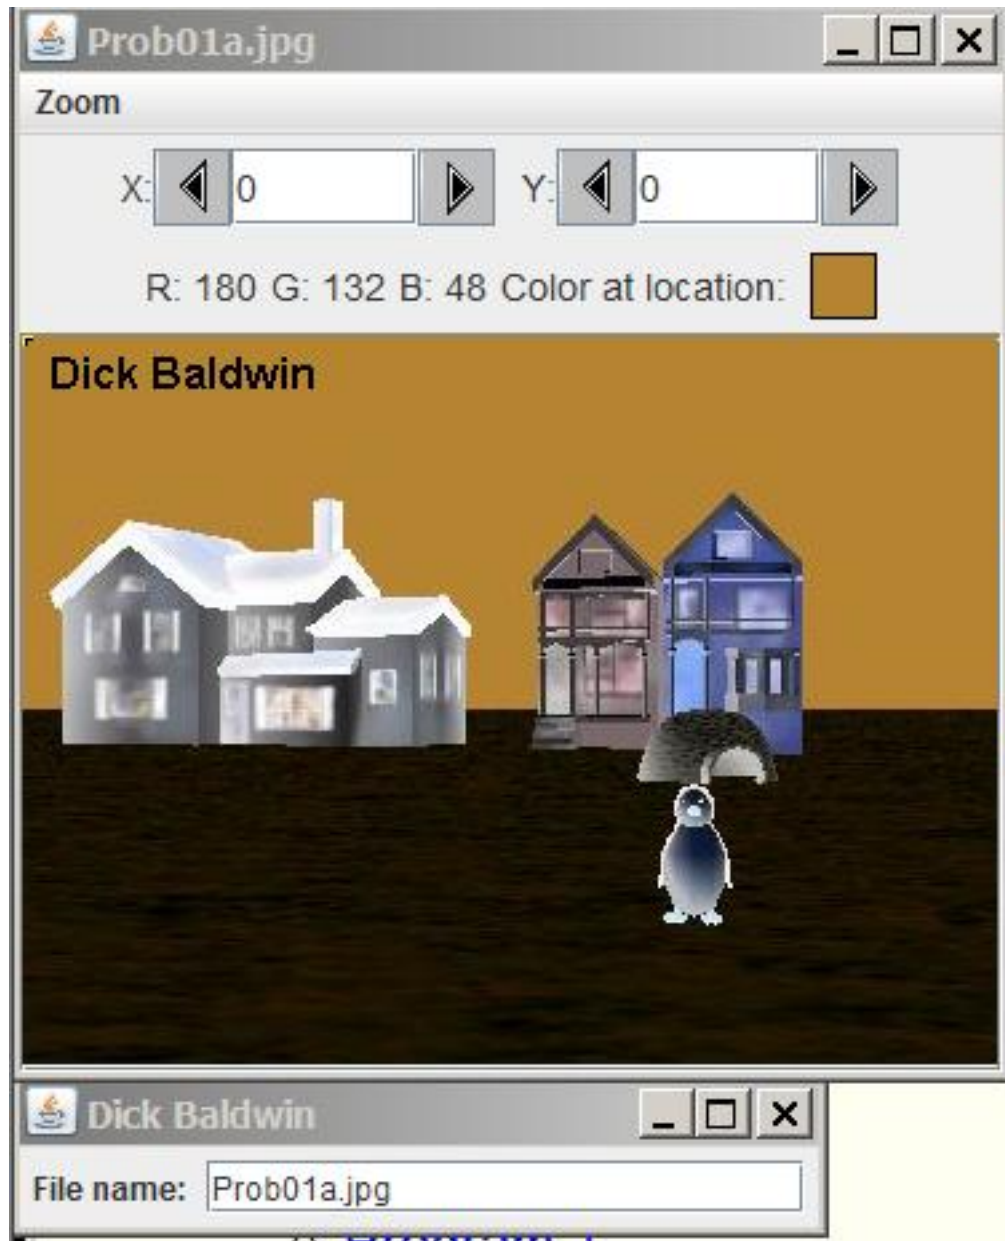 Prob01a.jpg
Zoom
X: 0 Y: 0
R: 180 G: 132 B: 48 Color at location:
Dick Baldwin
Dick Baldwin
File name: Prob01a.jpg